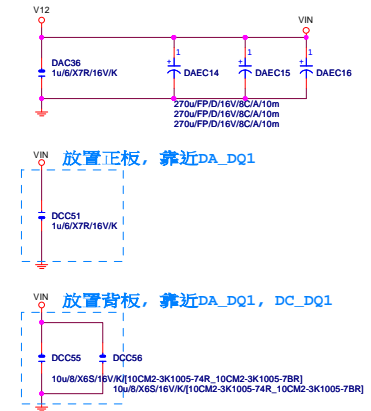 V12
VIN
DAC36
1u/6/X7R/16V/K
1
1
1
+
+
+
DAEC14
DAEC15
DAEC16
270u/FP/D/16V/8C/A/10m
270u/FP/D/16V/8C/A/10m
270u/FP/D/16V/8C/A/10m
VIN
放置正板, 靠近DA_DQ1
DCC51
1u/6/X7R/16V/K
VIN
放置背板, 靠近DA_DQ1, DC_DQ1
DCC55
DCC56
10u/8/X6S/16V/K/[10CM2-3K1005-74R_10CM2-3K1005-7BR]
10u/8/X6S/16V/K/[10CM2-3K1005-74R_10CM2-3K1005-7BR]